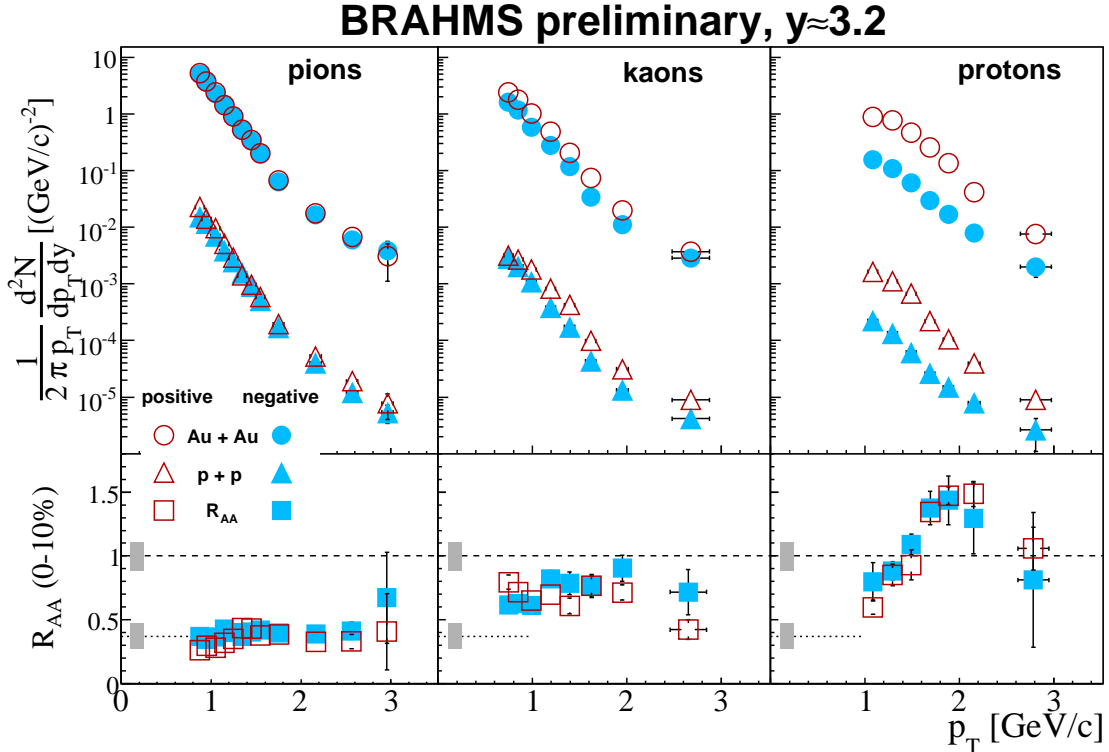 BRAHMS preliminary, y≈3.2
pions
kaons
protons
10
1
10⁻¹
10⁻²
10⁻³
10⁻⁴
10⁻⁵
1/(2π p_T) d²N/(dp_T dy) [(GeV/c)⁻²]
positive negative
Au + Au
p + p
R_AA
R_AA (0-10%)
1.5
1
0.5
0
0 1 2 3
1 2 3
1 2 3
p_T [GeV/c]